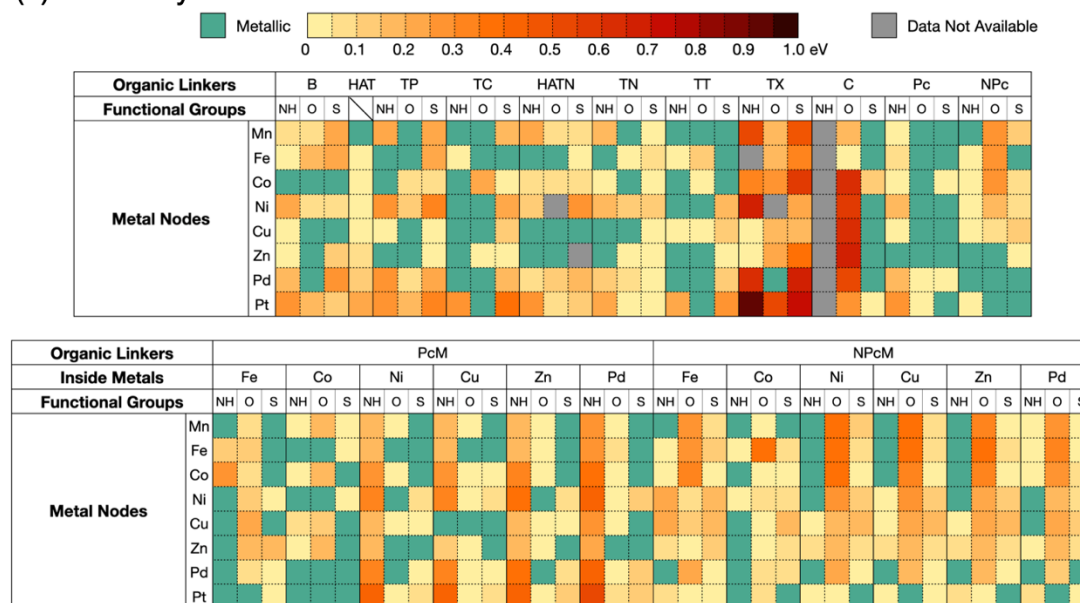 Metallic
0 0.1 0.2 0.3 0.4 0.5 0.6 0.7 0.8 0.9 1.0 eV
Data Not Available
Organic Linkers B HAT TP TC HATN TN TT TX C Pc NPc
Functional Groups NH O S NH O S NH O S NH O S NH O S NH O S NH O S NH O S NH O S NH O S
Metal Nodes
Mn
Fe
Co
Ni
Cu
Zn
Pd
Pt
Organic Linkers PcM NPcM
Inside Metals Fe Co Ni Cu Zn Pd Fe Co Ni Cu Zn Pd
Functional Groups NH O S NH O S NH O S NH O S NH O S NH O S NH O S NH O S NH O S NH O S NH O S NH O S
Metal Nodes
Mn
Fe
Co
Ni
Cu
Zn
Pd
Pt